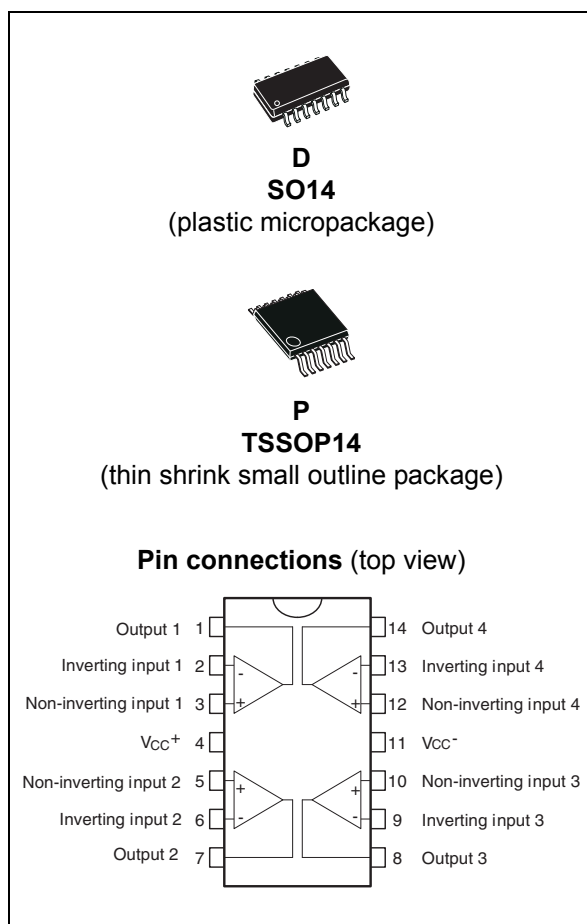 D
SO14
(plastic micropackage)
P
TSSOP14
(thin shrink small outline package)
Pin connections (top view)
Output 1 1 14 Output 4
Inverting input 1 2 - - 13 Inverting input 4
Non-inverting input 1 3 + + 12 Non-inverting input 4
VCC+ 4 11 VCC-
Non-inverting input 2 5 + + 10 Non-inverting input 3
Inverting input 2 6 - - 9 Inverting input 3
Output 2 7 8 Output 3